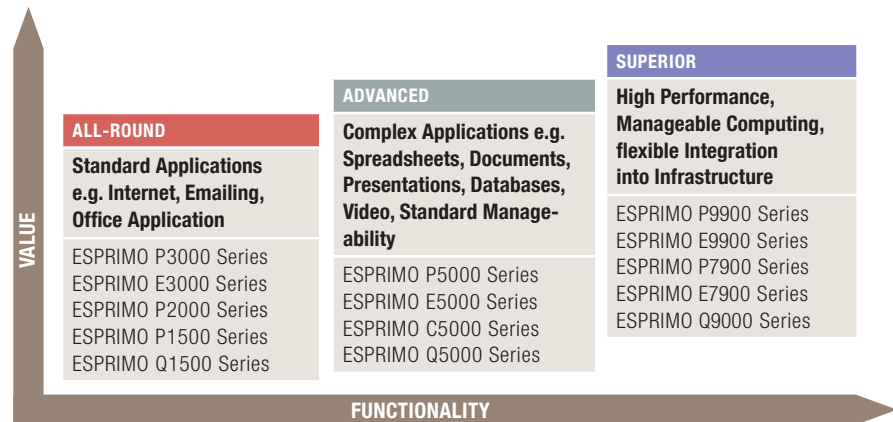 VALUE
ALL-ROUND
Standard Applications
e.g. Internet, Emailing,
Office Application
ESPRIMO P3000 Series
ESPRIMO E3000 Series
ESPRIMO P2000 Series
ESPRIMO P1500 Series
ESPRIMO Q1500 Series
ADVANCED
Complex Applications e.g.
Spreadsheets, Documents,
Presentations, Databases,
Video, Standard Manage-
ability
ESPRIMO P5000 Series
ESPRIMO E5000 Series
ESPRIMO C5000 Series
ESPRIMO Q5000 Series
SUPERIOR
High Performance,
Manageable Computing,
flexible Integration
into Infrastructure
ESPRIMO P9900 Series
ESPRIMO E9900 Series
ESPRIMO P7900 Series
ESPRIMO E7900 Series
ESPRIMO Q9000 Series
FUNCTIONALITY